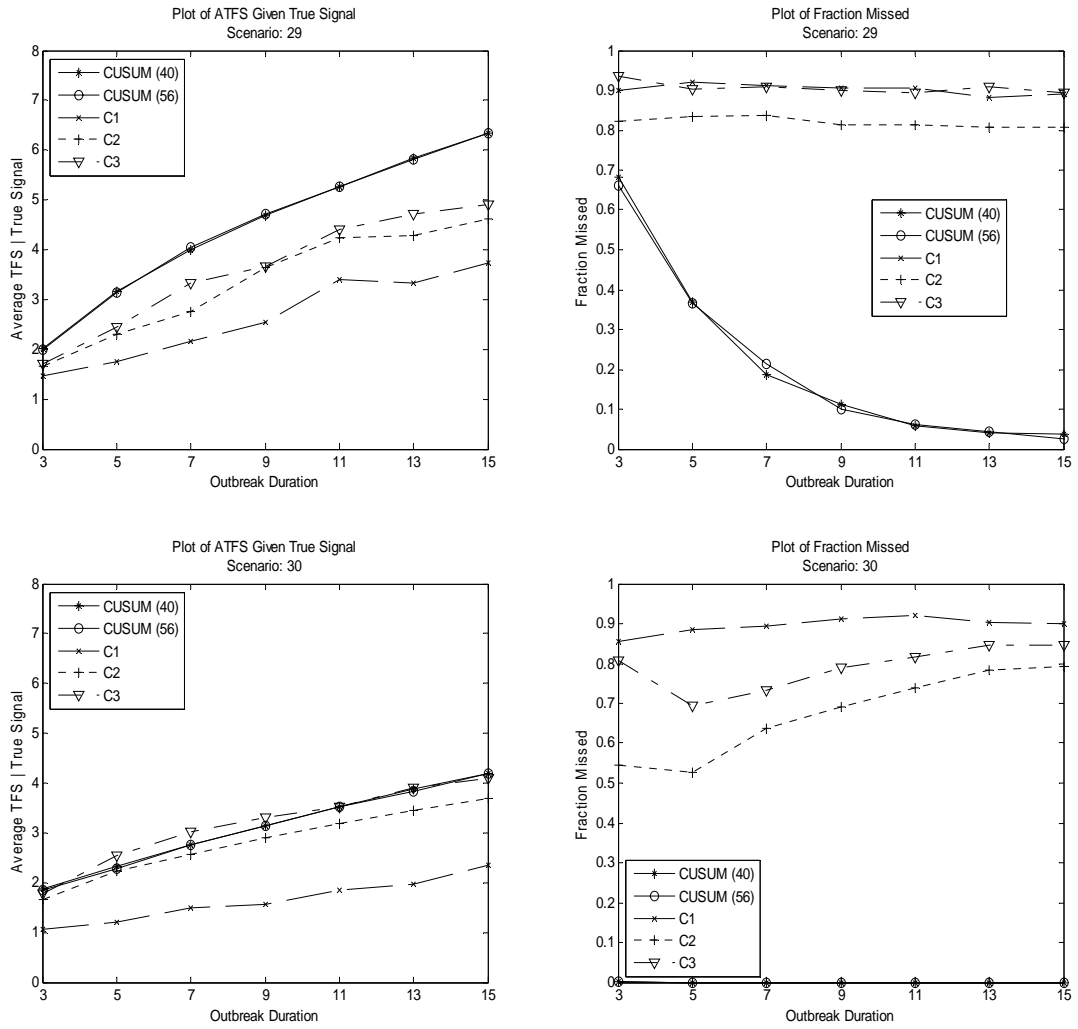 Plot of ATFS Given True Signal
Scenario: 29
8
7
6
5
4
3
2
1
0
Average TFS | True Signal
CUSUM (40)
CUSUM (56)
C1
C2
C3
3 5 7 9 11 13 15
Outbreak Duration
Plot of Fraction Missed
Scenario: 29
1
0.9
0.8
0.7
0.6
0.5
0.4
0.3
0.2
0.1
0
Fraction Missed
CUSUM (40)
CUSUM (56)
C1
C2
C3
3 5 7 9 11 13 15
Outbreak Duration
Plot of ATFS Given True Signal
Scenario: 30
8
7
6
5
4
3
2
1
0
Average TFS | True Signal
CUSUM (40)
CUSUM (56)
C1
C2
C3
3 5 7 9 11 13 15
Outbreak Duration
Plot of Fraction Missed
Scenario: 30
1
0.9
0.8
0.7
0.6
0.5
0.4
0.3
0.2
0.1
0
Fraction Missed
CUSUM (40)
CUSUM (56)
C1
C2
C3
3 5 7 9 11 13 15
Outbreak Duration